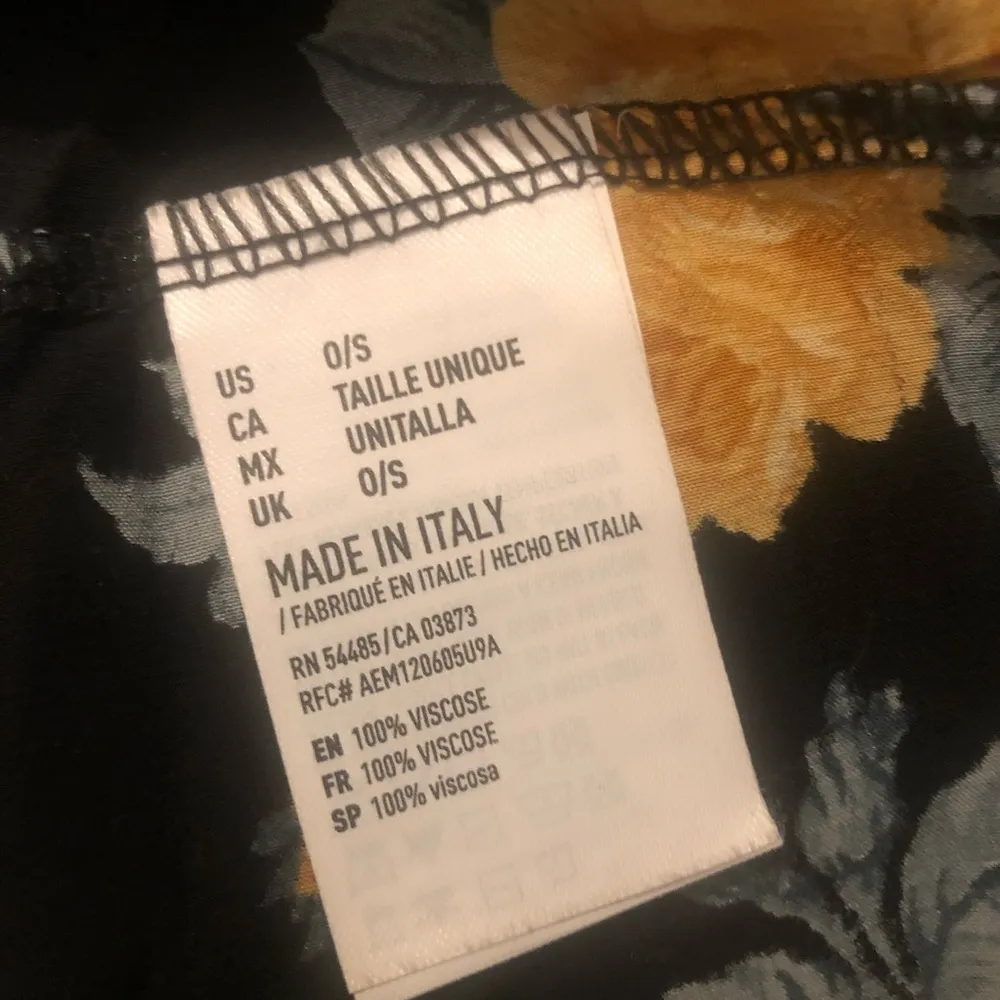 US O/S
CA TAILLE UNIQUE
MX UNITALLA
UK O/S
MADE IN ITALY
/ FABRIQUÉ EN ITALIE / HECHO EN ITALIA
RN 54485/CA 03873
RFC# AEM120605U9A
EN 100% VISCOSE
FR 100% VISCOSE
SP 100% viscosa